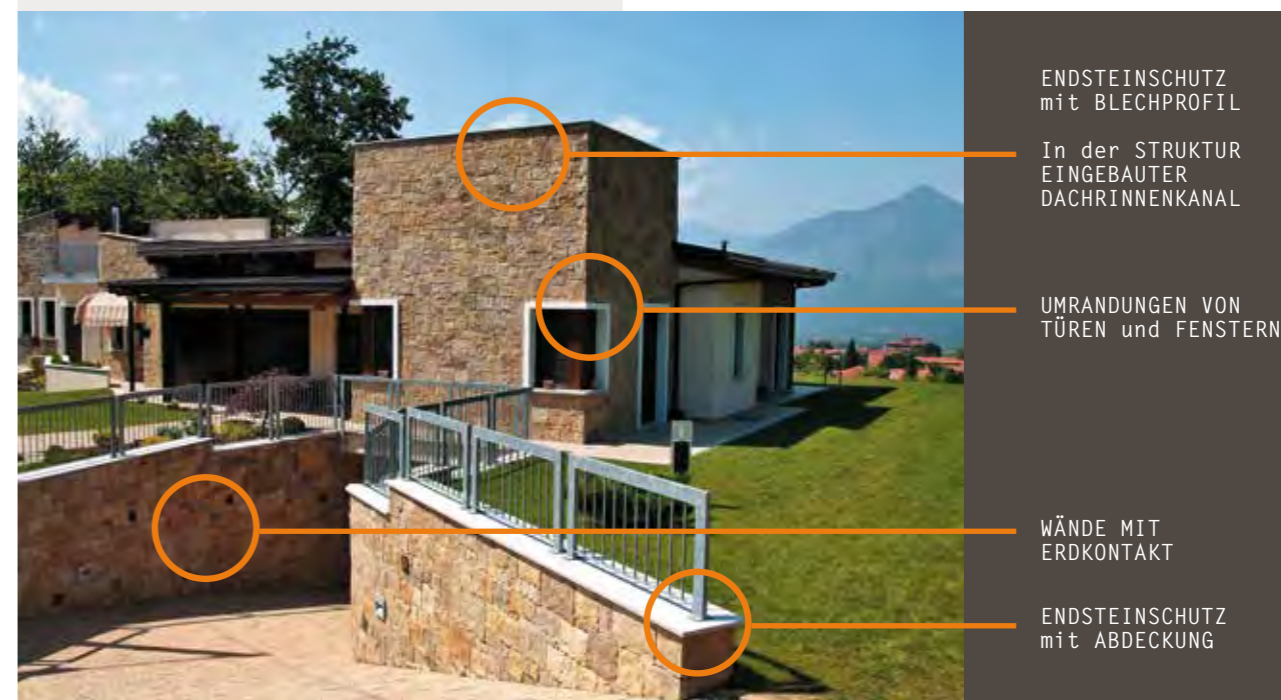 ENDSTEINSCHUTZ
mit BLECHPROFIL
In der STRUKTUR
EINGEBAUTER
DACHRINNENKANAL
UMRANDUNGEN VON
TÜREN und FENSTERN
WÄNDE MIT
ERDKONTAKT
ENDSTEINSCHUTZ
mit ABDECKUNG